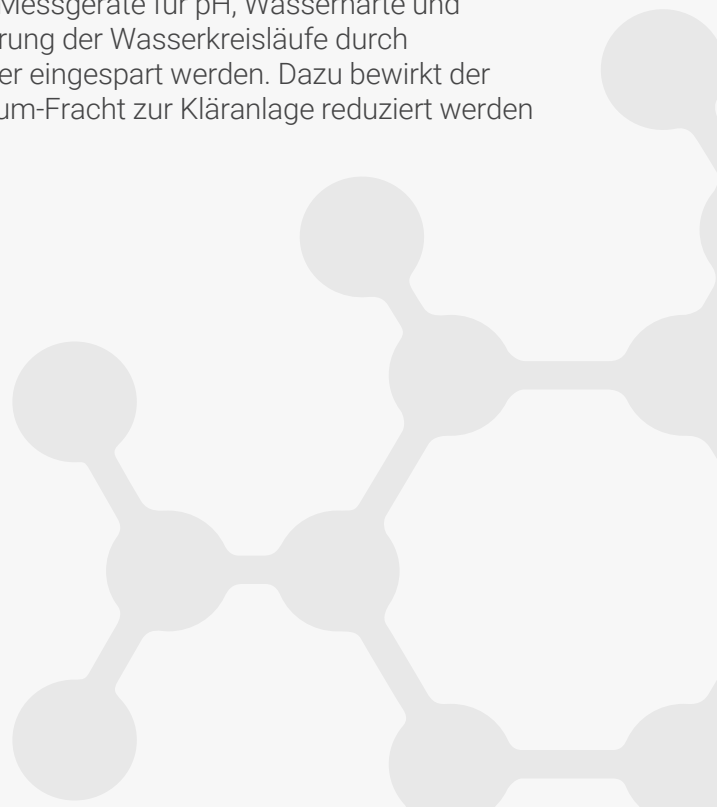 Messgeräte für pH, Wasserhärte und
rung der Wasserkreisläufe durch
er eingespart werden. Dazu bewirkt der
um-Fracht zur Kläranlage reduziert werden